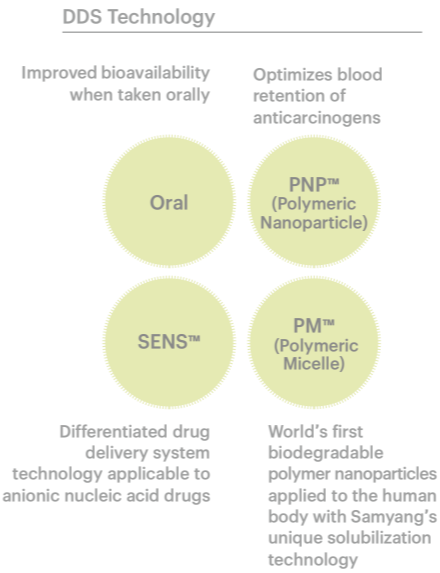 DDS Technology
Improved bioavailability
when taken orally
Optimizes blood
retention of
anticarcinogens
Oral
PNP™
(Polymeric
Nanoparticle)
SENS™
PM™
(Polymeric
Micelle)
Differentiated drug
delivery system
technology applicable to
anionic nucleic acid drugs
World's first
biodegradable
polymer nanoparticles
applied to the human
body with Samyang's
unique solubilization
technology